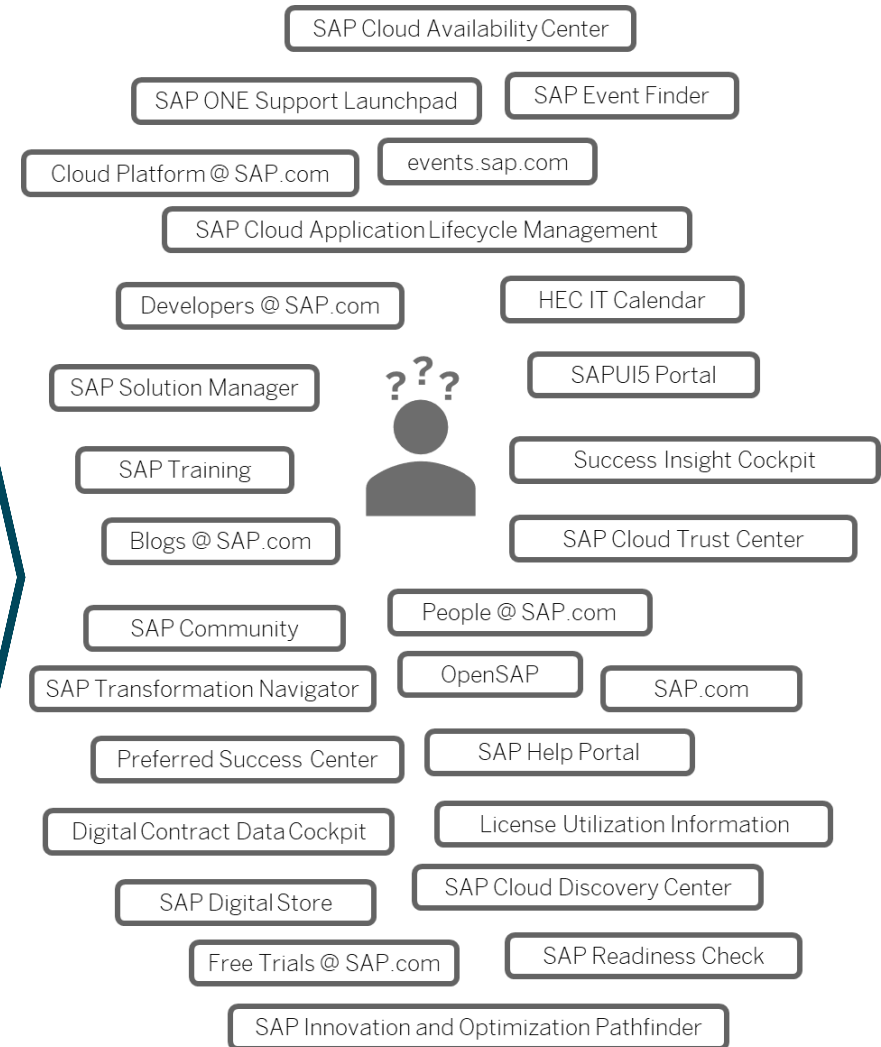 SAP Cloud Availability Center
SAP ONE Support Launchpad
SAP Event Finder
Cloud Platform @ SAP.com
events.sap.com
SAP Cloud Application Lifecycle Management
Developers @ SAP.com
HEC IT Calendar
SAP Solution Manager
? ? ?
SAPUI5 Portal
SAP Training
Success Insight Cockpit
Blogs @ SAP.com
SAP Cloud Trust Center
SAP Community
People @ SAP.com
SAP Transformation Navigator
OpenSAP
SAP.com
Preferred Success Center
SAP Help Portal
Digital Contract Data Cockpit
License Utilization Information
SAP Digital Store
SAP Cloud Discovery Center
Free Trials @ SAP.com
SAP Readiness Check
SAP Innovation and Optimization Pathfinder